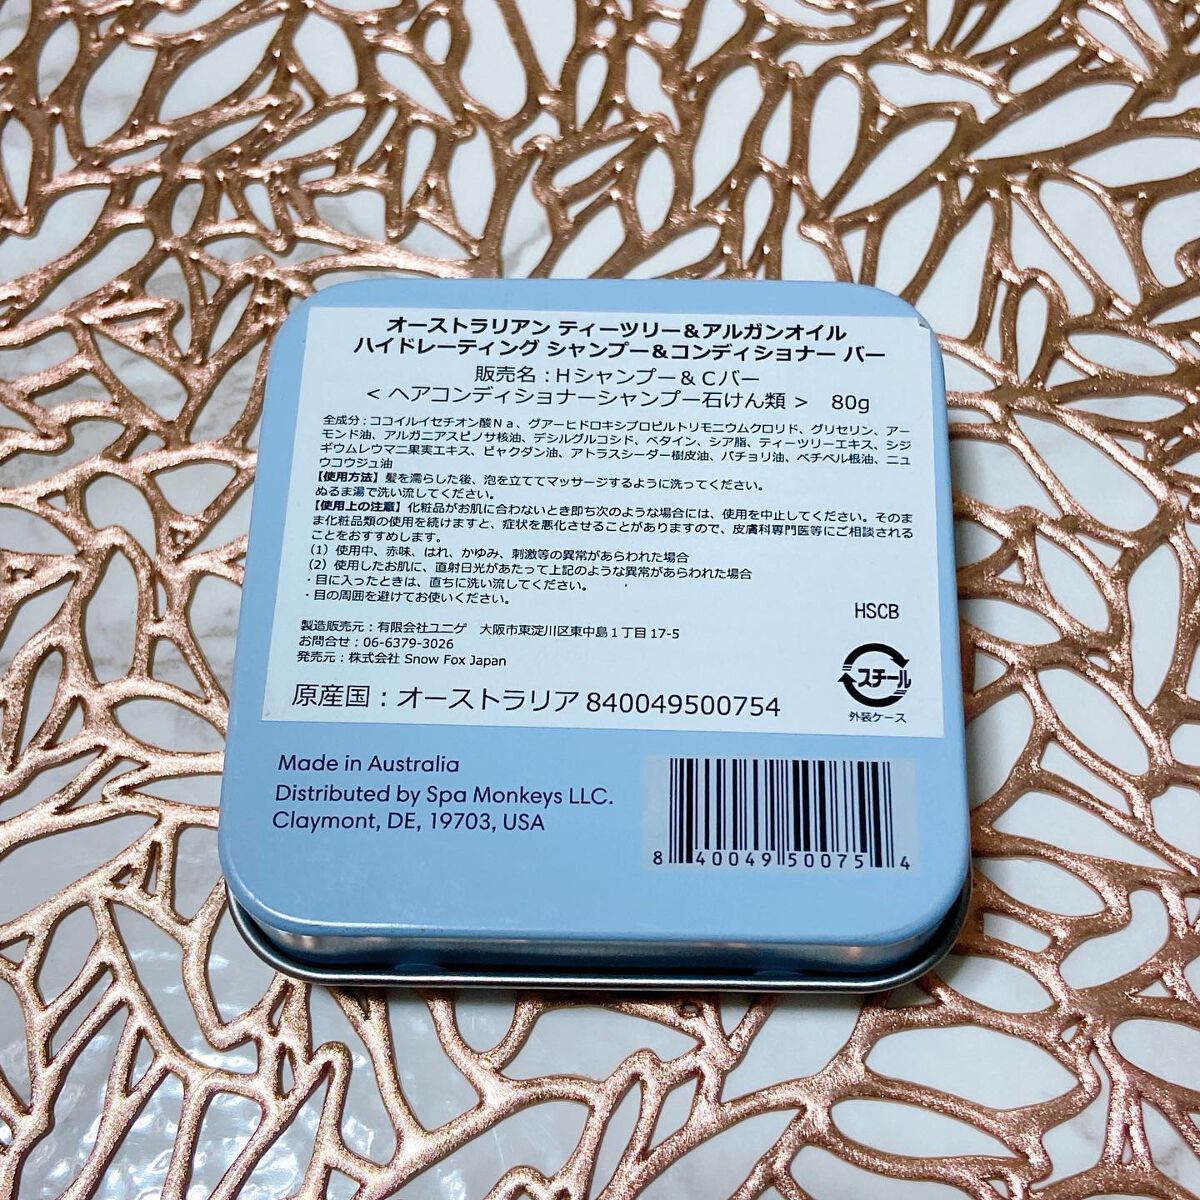 オーストラリアン ティーツリー&アルガンオイル
ハイドレーティング シャンプー&コンディショナー バー
販売名：Hシャンプー&Cバー
< ヘアコンディショナーシャンプー石けん類 > 80g
全成分：ココイルイセチオン酸Na、グアーヒドロキシプロピルトリモニウムクロリド、グリセリン、アー
モンド油、アルガニアスピノサ核油、デシルグルコシド、ベタイン、シア脂、ティーツリーエキス、シジ
ギウムレウマニ果実エキス、ビャクダン油、アトラスシーダー樹皮油、パチョリ油、ベチベル根油、ニュ
ウコウジュ油
【使用方法】髪を濡らした後、泡を立ててマッサージするように洗ってください。
ぬるま湯で洗い流してください。
【使用上の注意】化粧品がお肌に合わないとき即ち次のような場合には、使用を中止してください。そのま
ま化粧品類の使用を続けますと、症状を悪化させることがありますので、皮膚科専門医等にご相談される
ことをおすすめします。
（1）使用中、赤味、はれ、かゆみ、刺激等の異常があらわれた場合
（2）使用したお肌に、直射日光があたって上記のような異常があらわれた場合
・目に入ったときは、直ちに洗い流してください。
・目の周囲を避けてお使いください。
HSCB
製造販売元：有限会社ユニゲ 大阪市東淀川区東中島1丁目17-5
お問合せ：06-6379-3026
発売元：株式会社 Snow Fox Japan
スチール
外装ケース
原産国：オーストラリア 840049500754
Made in Australia
Distributed by Spa Monkeys LLC.
Claymont, DE, 19703, USA
8 40049 50075 4